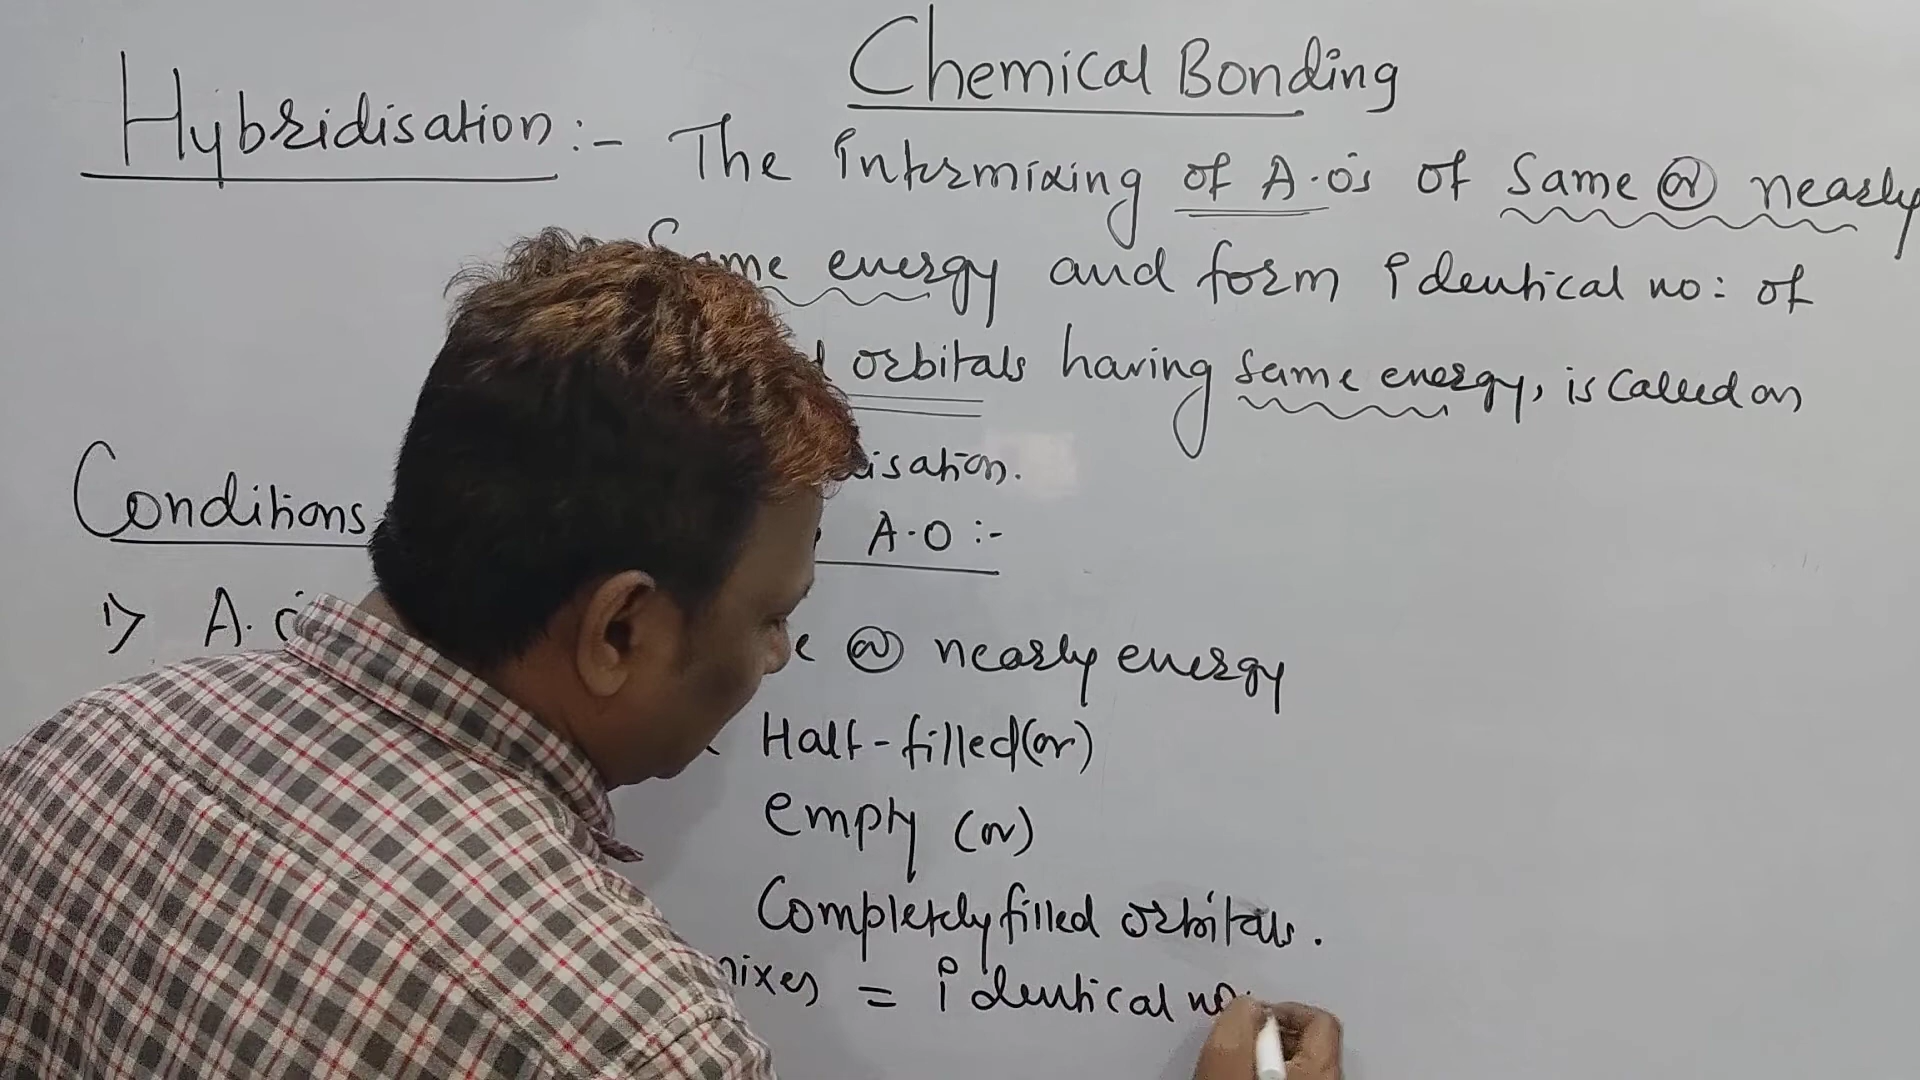 Chemical Bonding
Hybridisation :- The intermixing of A.O's of Same (or) nearly
Same energy and form identical no: of
orbitals having same energy, is called as
isation.
Conditions A.O :-
1> A. (or) nearly energy
Half-filled (or)
empty (or)
Completely filled orbitals.
mixes = identical no: